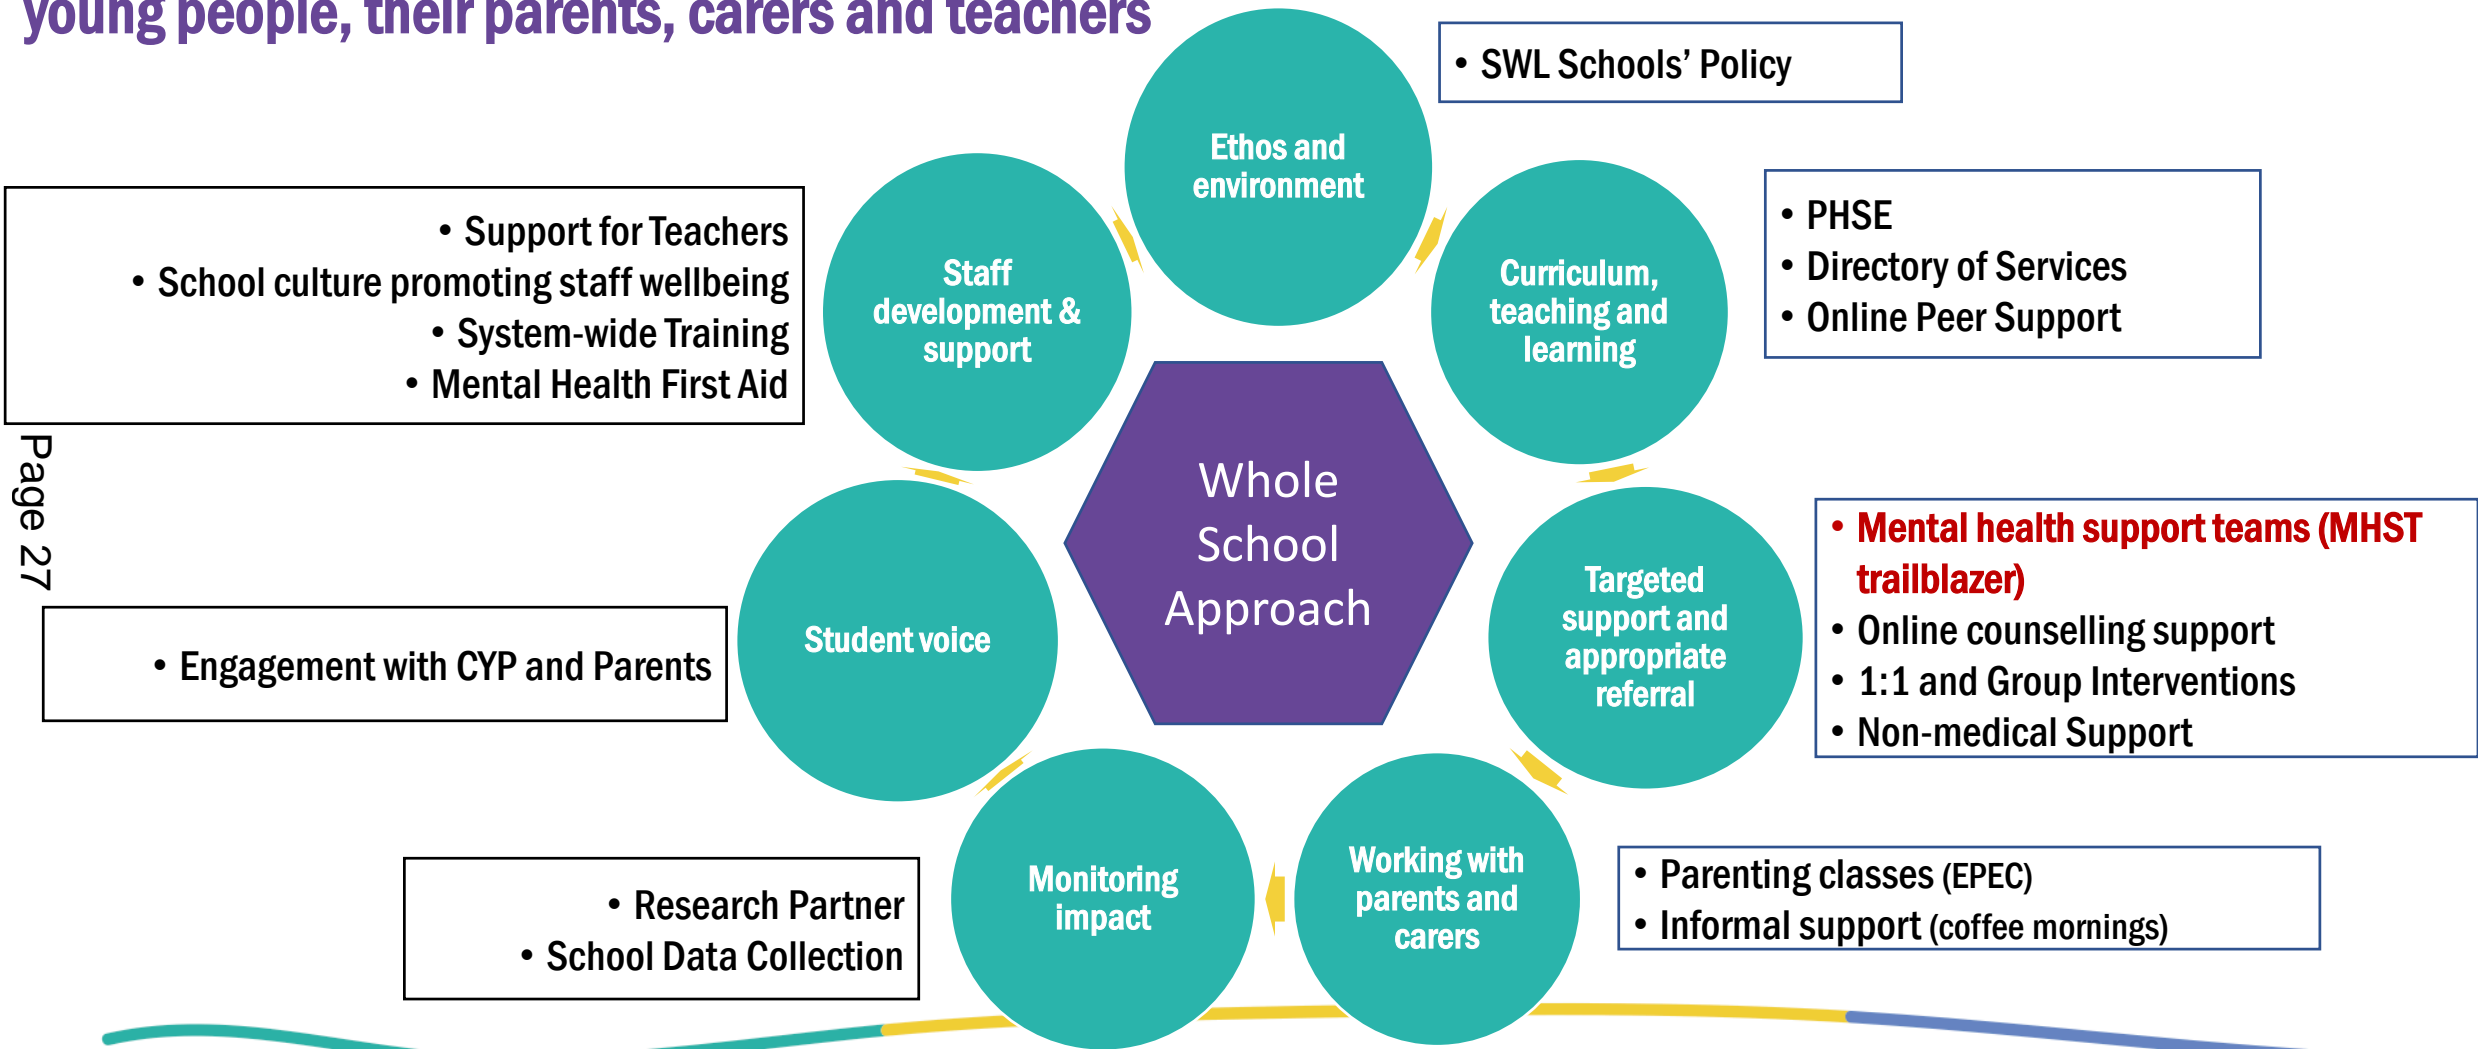 young people, their parents, carers and teachers
• SWL Schools’ Policy
Ethos and
environment
• PHSE
• Directory of Services
• Online Peer Support
Curriculum,
teaching and
learning
• Support for Teachers
• School culture promoting staff wellbeing
• System-wide Training
• Mental Health First Aid
Staff
development &
support
Whole
School
Approach
Page 27
• Mental health support teams (MHST
trailblazer)
• Online counselling support
• 1:1 and Group Interventions
• Non-medical Support
Targeted
support and
appropriate
referral
Student voice
• Engagement with CYP and Parents
Working with
parents and
carers
• Parenting classes (EPEC)
• Informal support (coffee mornings)
Monitoring
impact
• Research Partner
• School Data Collection